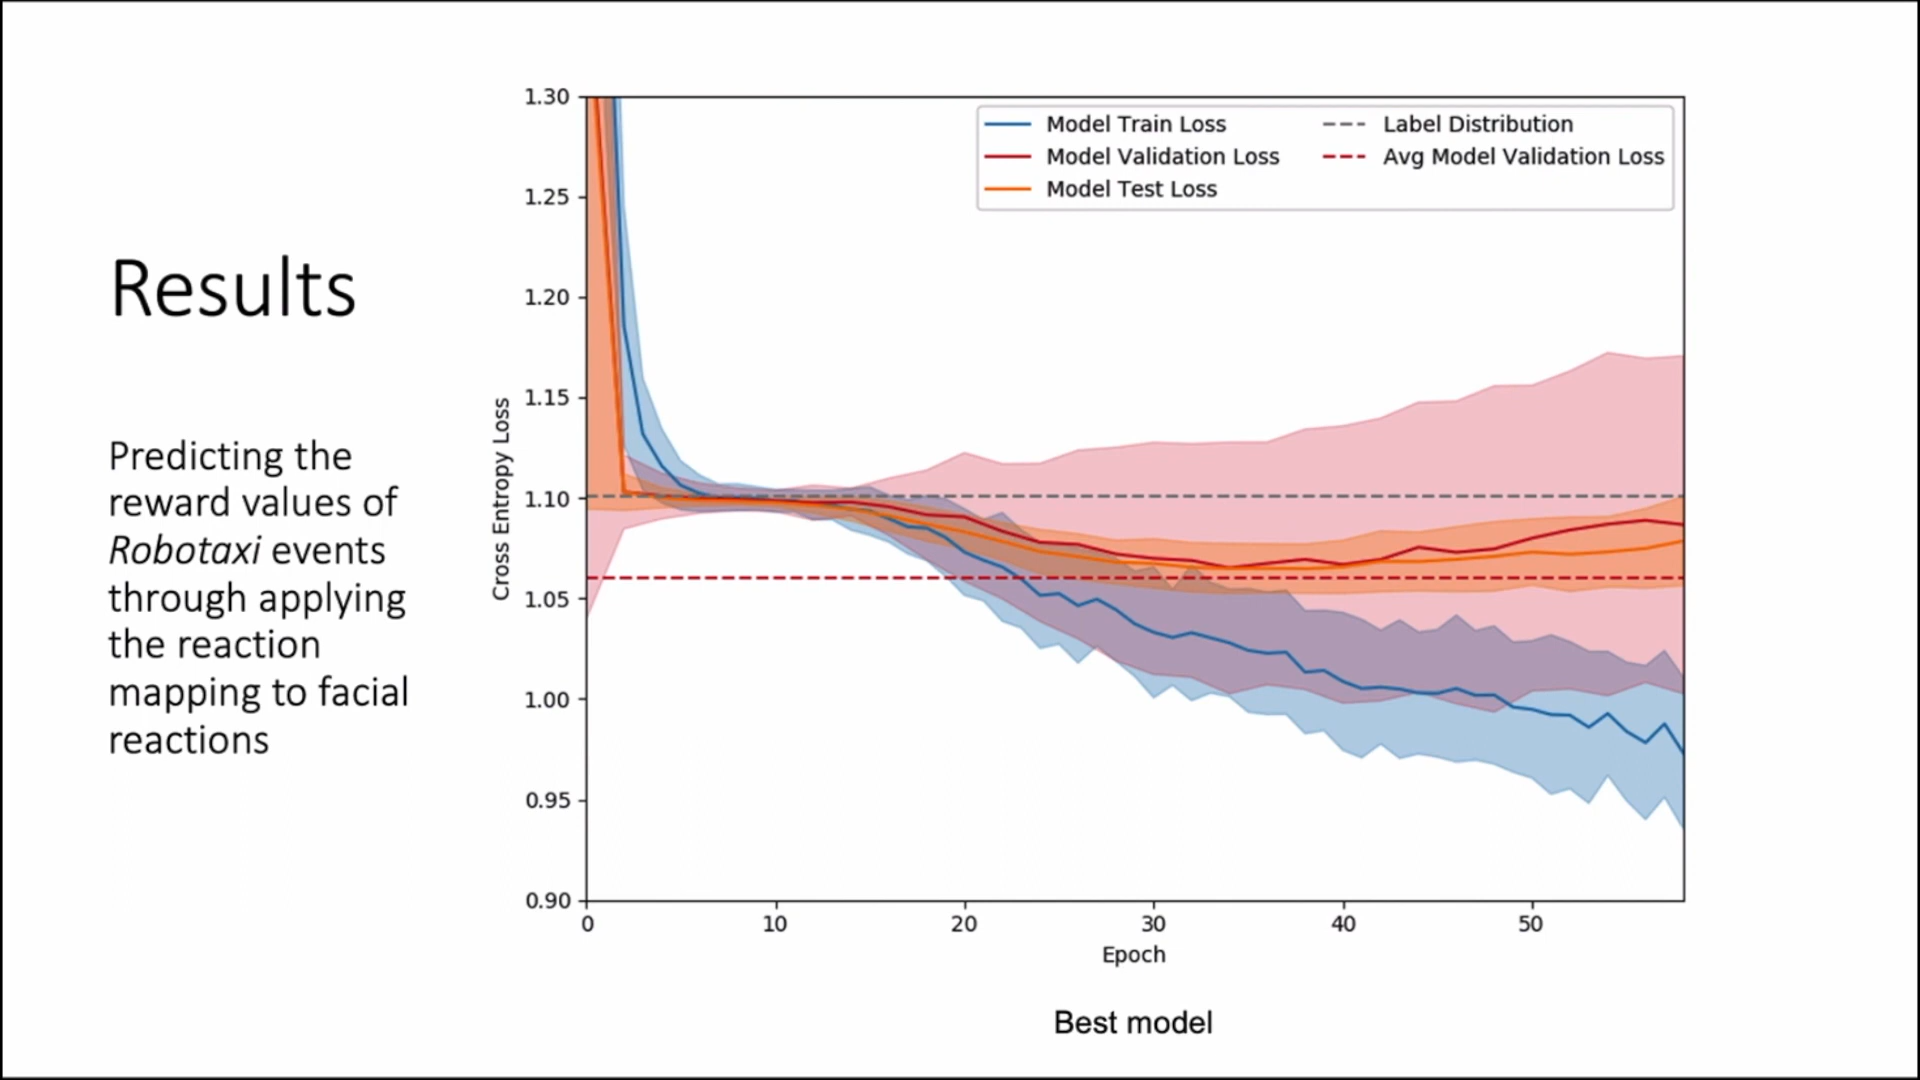 Results
Predicting the
reward values of
Robotaxi events
through applying
the reaction
mapping to facial
reactions
1.30
1.25
1.20
1.15
1.10
1.05
1.00
0.95
0.90
Cross Entropy Loss
Model Train Loss
Model Validation Loss
Model Test Loss
Label Distribution
Avg Model Validation Loss
0 10 20 30 40 50
Epoch
Best model